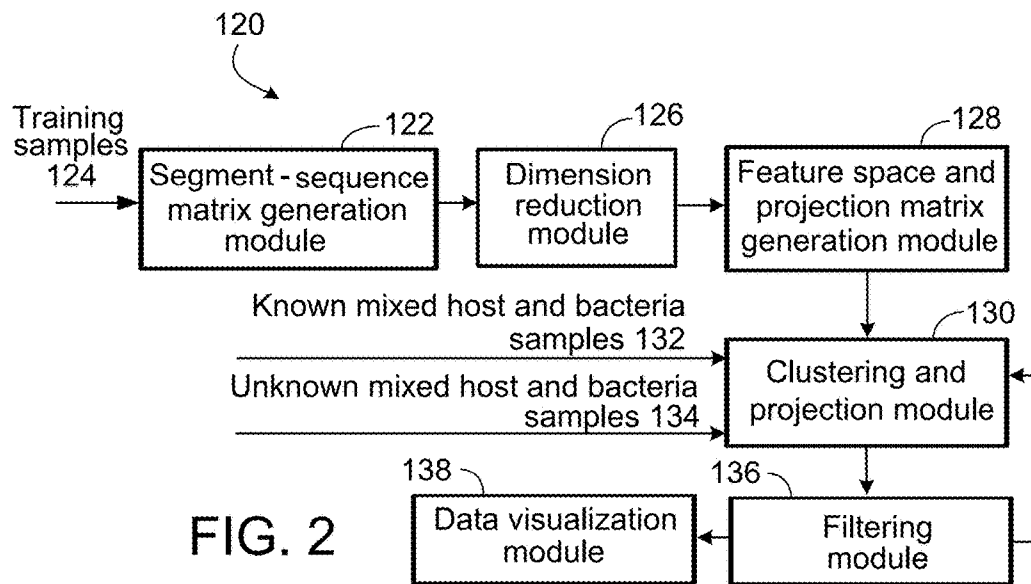 120
Training
samples
124
122
Segment-sequence
matrix generation
module
126
Dimension
reduction
module
128
Feature space and
projection matrix
generation module
Known mixed host and bacteria
samples 132
Unknown mixed host and bacteria
samples 134
130
Clustering and
projection module
138
Data visualization
module
136
Filtering
module
FIG. 2